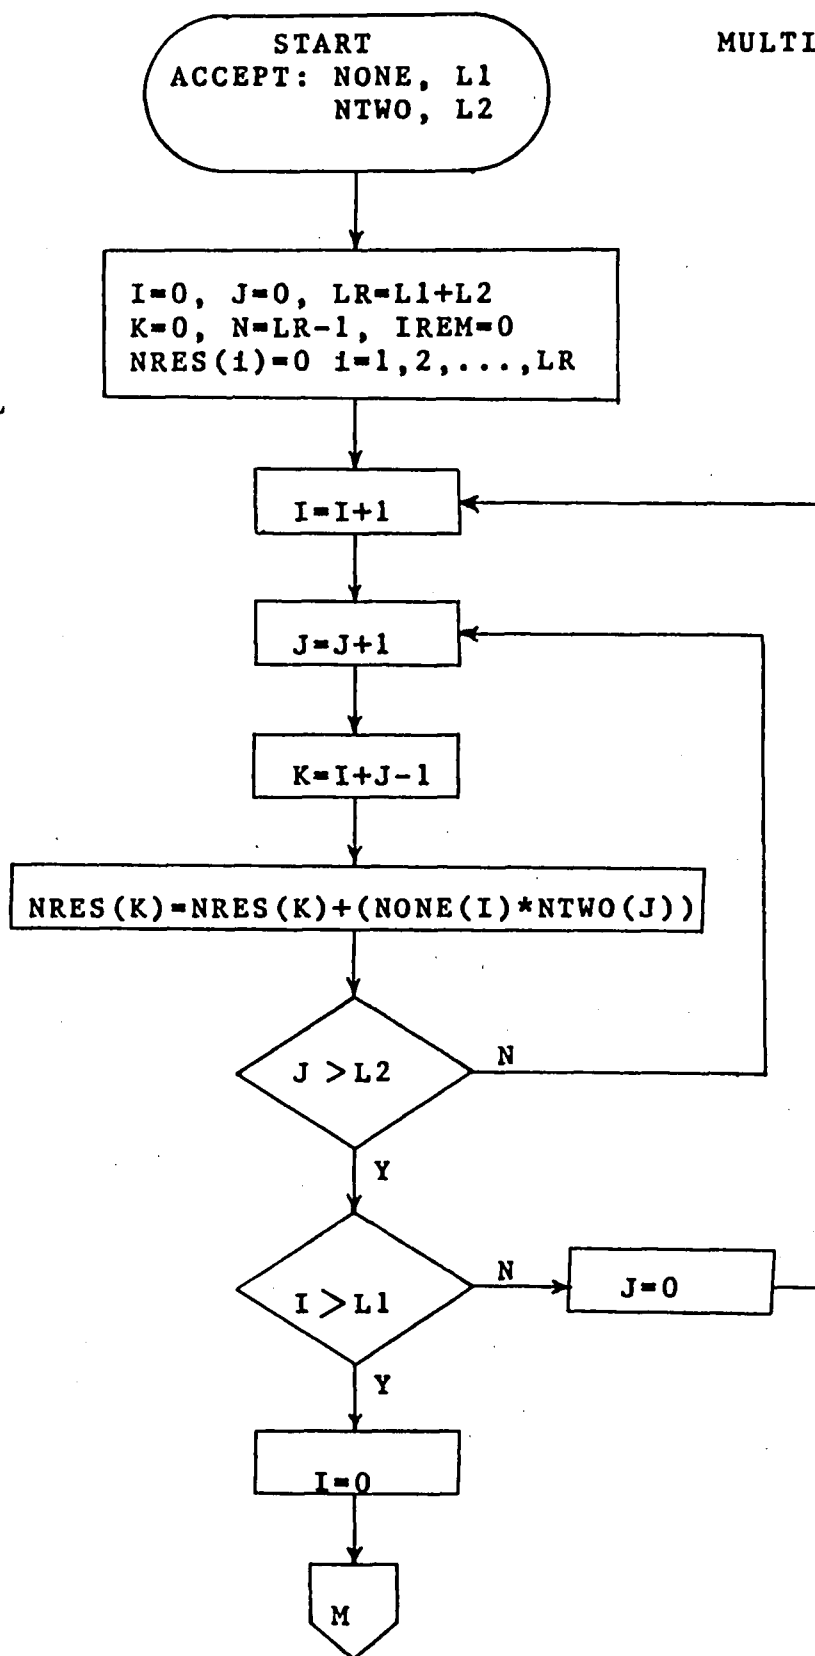 START
MULTI
ACCEPT: NONE, L1
NTWO, L2
I=0, J=0, LR=L1+L2
K=0, N=LR-1, IREM=0
NRES(i)=0 i=1,2,...,LR
I=I+1
J=J+1
K=I+J-1
NRES(K)=NRES(K)+(NONE(I)*NTWO(J))
J >L2
N
Y
I >L1
N
J=0
Y
I=0
M